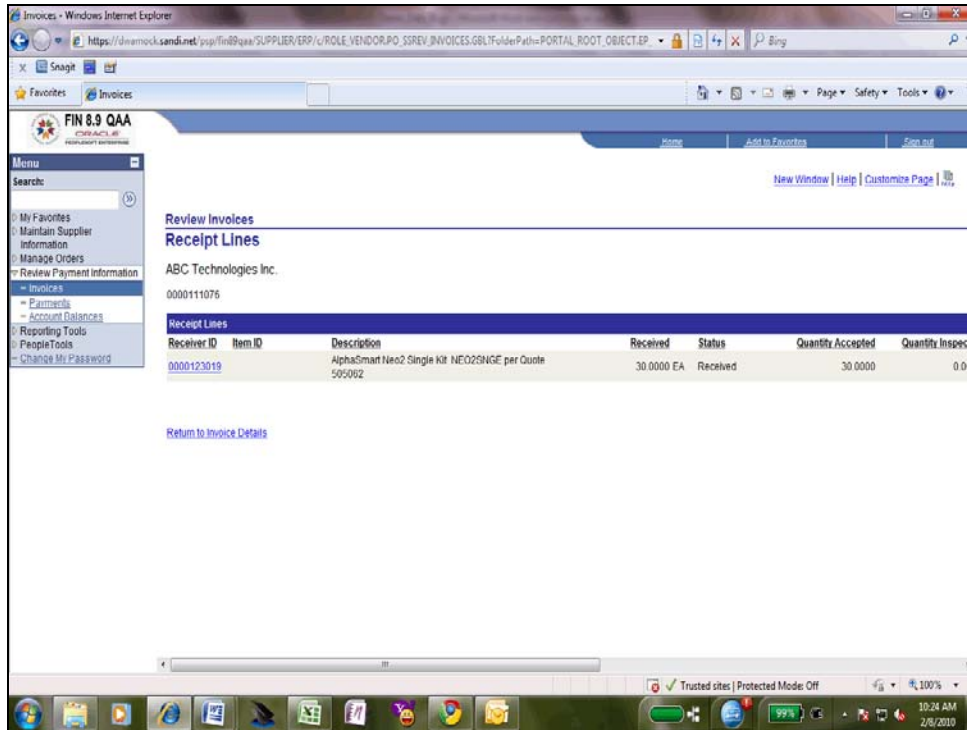 Invoices - Windows Internet Explorer
sandi.net/psp/fin89qaa/SUPPLIER/ERP/c/ROLE_VENDOR.PO_SSREV_INVOICES.GBL?FolderPath=PORTAL_ROOT_OBJECT.EP_
Bing
x Snagit
Favorites Invoices Page Safety Tools
FIN 8.9 QAA
ORACLE
PEOPLESOFT ENTERPRISE
Home Add to Favorites Sign out
Menu
New Window | Help | Customize Page |
Search:
My Favorites
Maintain Supplier
Information
Manage Orders
Review Payment Information
- Invoices
- Payments
- Account Balances
Reporting Tools
PeopleTools
- Change My Password
Review Invoices
Receipt Lines
ABC Technologies Inc.
0000111076
Receipt Lines
Receiver ID Item ID Description Received Status Quantity Accepted Quantity Inspec
0000123019 AlphaSmart Neo2 Single Kit NEO2SNGE per Quote 30.0000 EA Received 30.0000 0.0
505062
Return to Invoice Details
Trusted sites | Protected Mode: Off 100%
99%
10:24 AM
2/8/2010